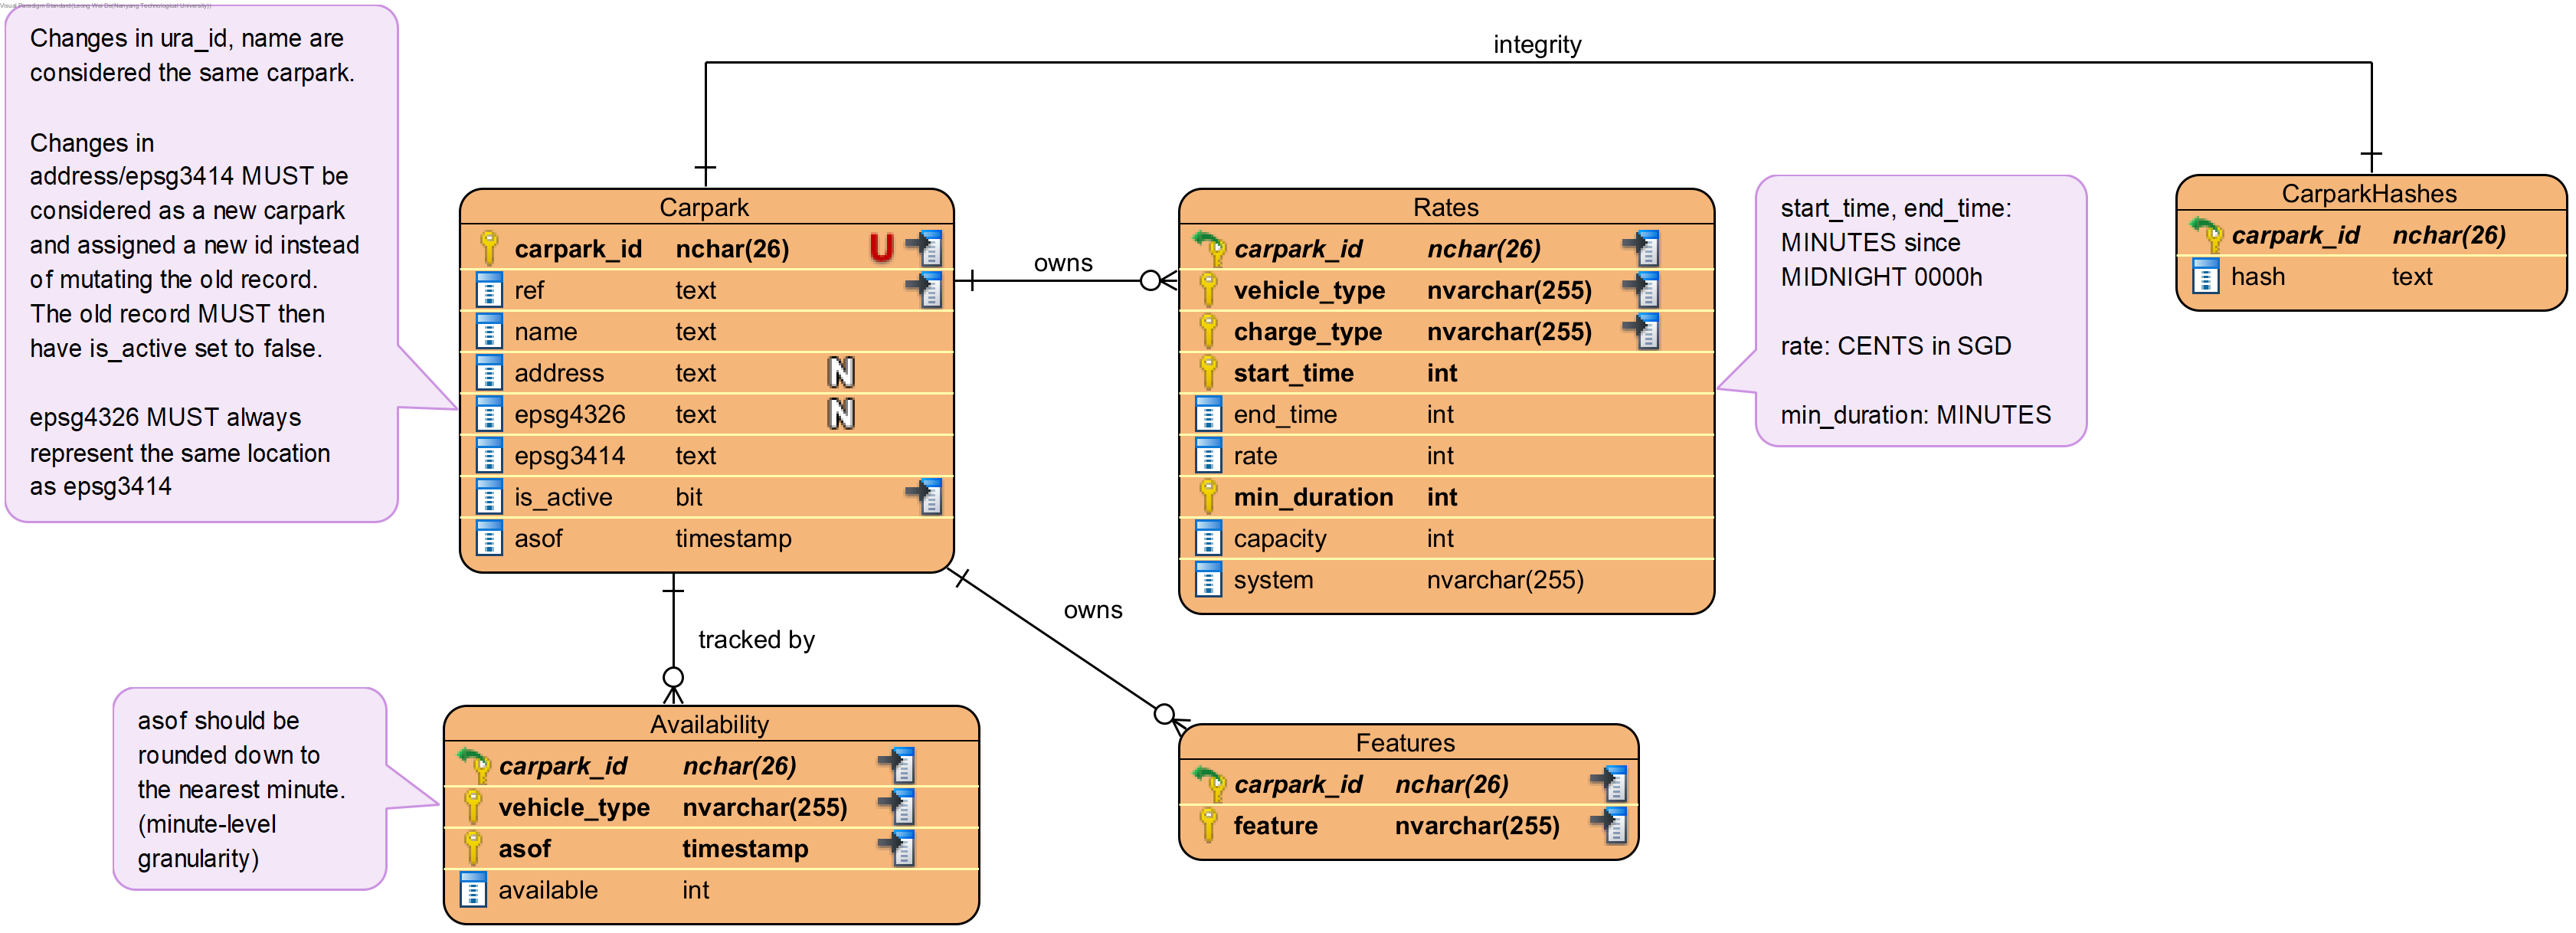 Visual Paradigm Standard(Leong Wei De(Nanyang Technological University))
Changes in ura_id, name are
considered the same carpark.
Changes in
address/epsg3414 MUST be
considered as a new carpark
and assigned a new id instead
of mutating the old record.
The old record MUST then
have is_active set to false.
epsg4326 MUST always
represent the same location
as epsg3414
integrity
Carpark
carpark_id nchar(26) U
ref text
name text
address text N
epsg4326 text N
epsg3414 text
is_active bit
asof timestamp
owns
Rates
carpark_id nchar(26)
vehicle_type nvarchar(255)
charge_type nvarchar(255)
start_time int
end_time int
rate int
min_duration int
capacity int
system nvarchar(255)
start_time, end_time:
MINUTES since
MIDNIGHT 0000h
rate: CENTS in SGD
min_duration: MINUTES
CarparkHashes
carpark_id nchar(26)
hash text
tracked by
owns
asof should be
rounded down to
the nearest minute.
(minute-level
granularity)
Availability
carpark_id nchar(26)
vehicle_type nvarchar(255)
asof timestamp
available int
Features
carpark_id nchar(26)
feature nvarchar(255)